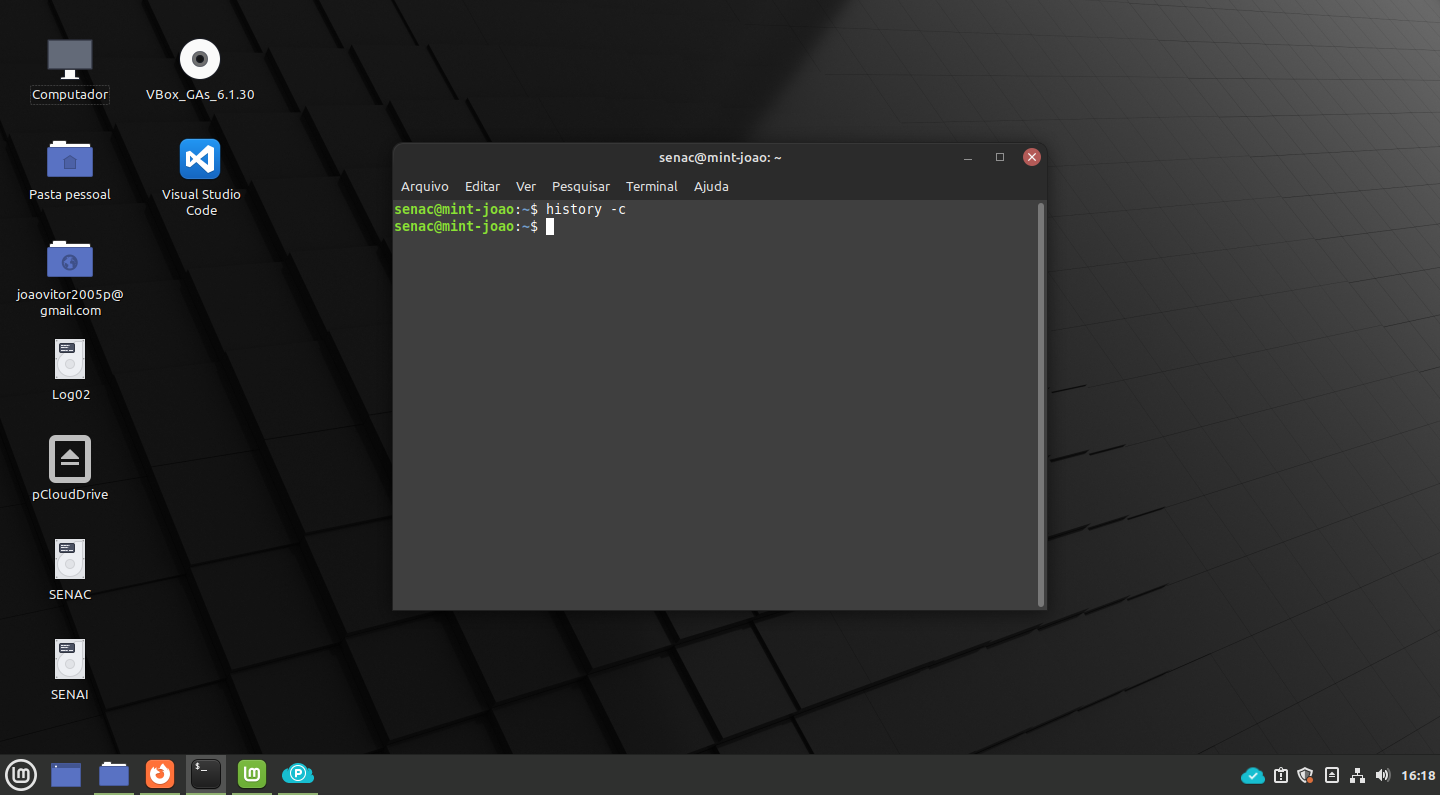 Computador
VBox_GAs_6.1.30
Pasta pessoal
Visual Studio
Code
joaovitor2005p@
gmail.com
Log02
pCloudDrive
SENAC
SENAI
senac@mint-joao: ~
Arquivo Editar Ver Pesquisar Terminal Ajuda
senac@mint-joao:~$ history -c
senac@mint-joao:~$
$_
16:18